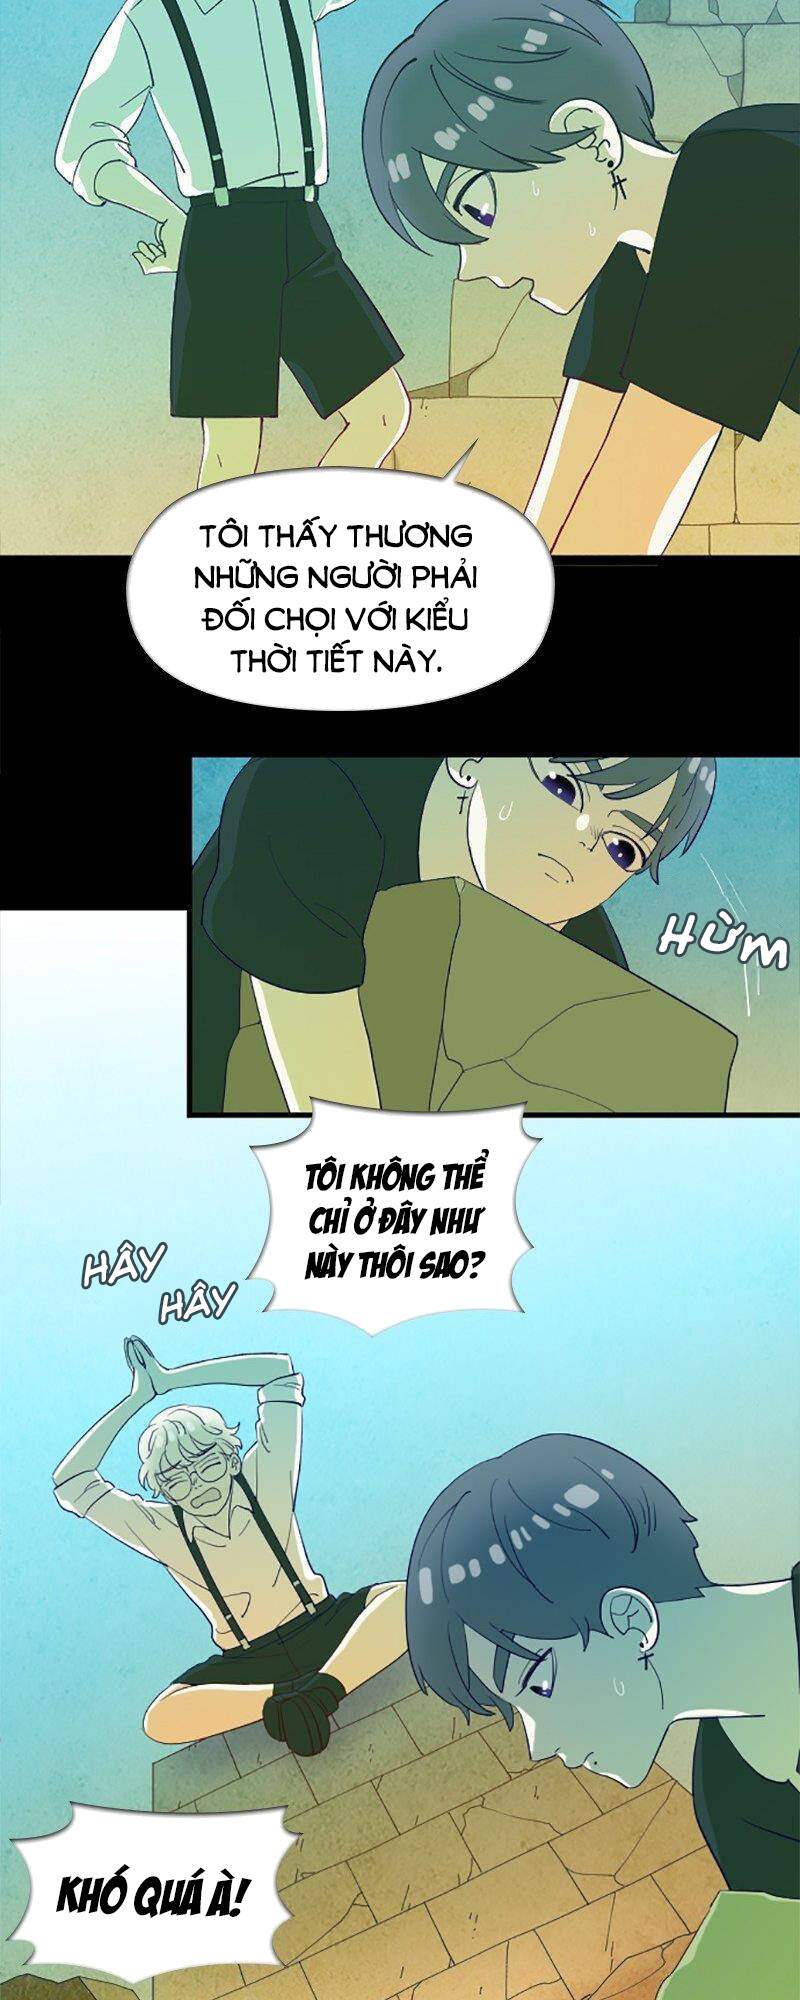 TÔI THẤY THƯƠNG
NHỮNG NGƯỜI PHẢI
ĐỐI CHỌI VỚI KIỂU
THỜI TIẾT NÀY.
HỪM
TÔI KHÔNG THỂ
CHỈ Ở ĐÂY NHƯ
NÀY THÔI SAO?
HÂY
HÂY
KHÓ QUÁ À!